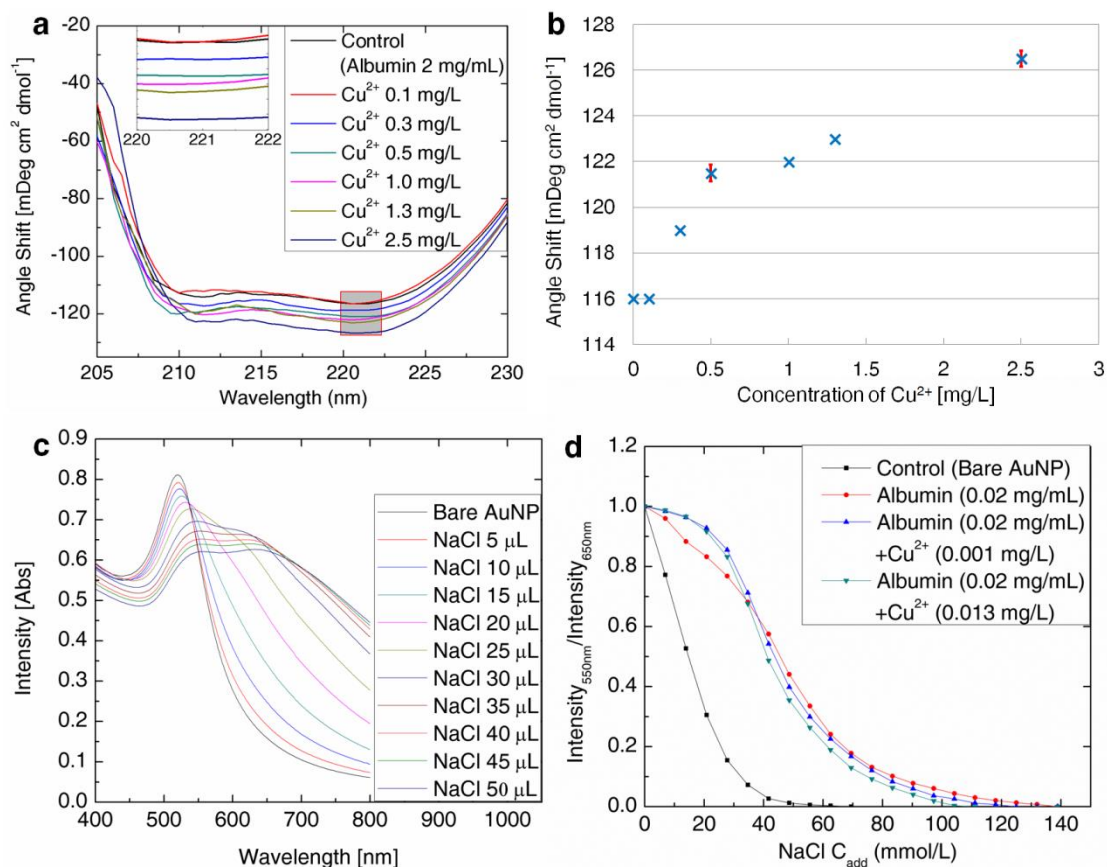 a
Angle Shift [mDeg cm² dmol⁻¹]
-20
-40
-60
-80
-100
-120
205 210 215 220 225 230
Wavelength (nm)
220 221 222
Control
(Albumin 2 mg/mL)
Cu²⁺ 0.1 mg/L
Cu²⁺ 0.3 mg/L
Cu²⁺ 0.5 mg/L
Cu²⁺ 1.0 mg/L
Cu²⁺ 1.3 mg/L
Cu²⁺ 2.5 mg/L
b
Angle Shift [mDeg cm² dmol⁻¹]
128
126
124
122
120
118
116
114
0 0.5 1 1.5 2 2.5 3
Concentration of Cu²⁺ [mg/L]
c
Intensity [Abs]
0.9
0.8
0.7
0.6
0.5
0.4
0.3
0.2
0.1
0.0
400 500 600 700 800 900 1000
Wavelength [nm]
Bare AuNP
NaCl 5 μL
NaCl 10 μL
NaCl 15 μL
NaCl 20 μL
NaCl 25 μL
NaCl 30 μL
NaCl 35 μL
NaCl 40 μL
NaCl 45 μL
NaCl 50 μL
d
Intensity₅₅₀ₙₘ/Intensity₆₅₀ₙₘ
1.2
1.0
0.8
0.6
0.4
0.2
0.0
0 20 40 60 80 100 120 140
NaCl C_add (mmol/L)
Control (Bare AuNP)
Albumin (0.02 mg/mL)
Albumin (0.02 mg/mL)
+Cu²⁺ (0.001 mg/L)
Albumin (0.02 mg/mL)
+Cu²⁺ (0.013 mg/L)